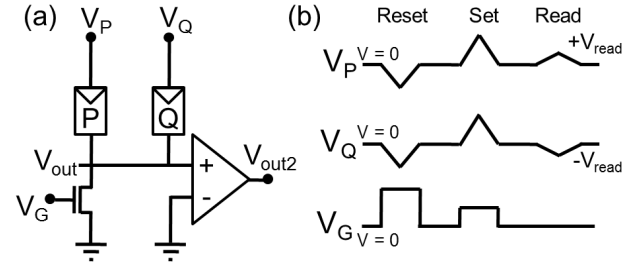 (a) V_P V_Q
P Q
V_out + V_out2
V_G -
(b) Reset Set Read
V_P V = 0 +V_read
V_Q V = 0 -V_read
V_G V = 0